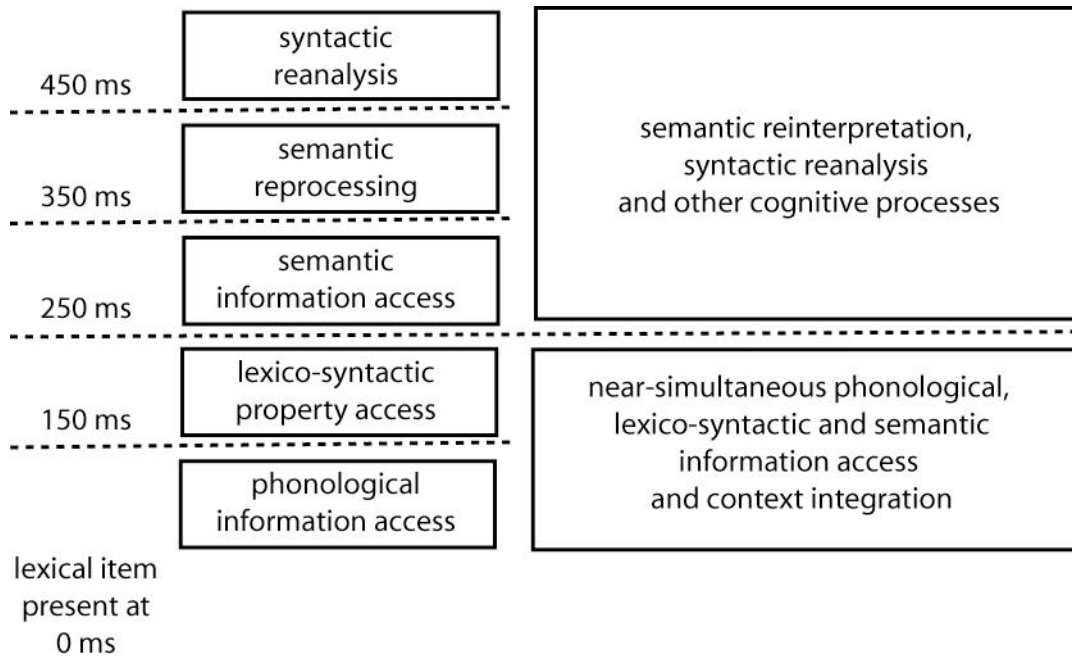 syntactic
reanalysis
450 ms
semantic
reprocessing
350 ms
semantic
information access
250 ms
lexico-syntactic
property access
150 ms
phonological
information access
lexical item
present at
0 ms
semantic reinterpretation,
syntactic reanalysis
and other cognitive processes
near-simultaneous phonological,
lexico-syntactic and semantic
information access
and context integration